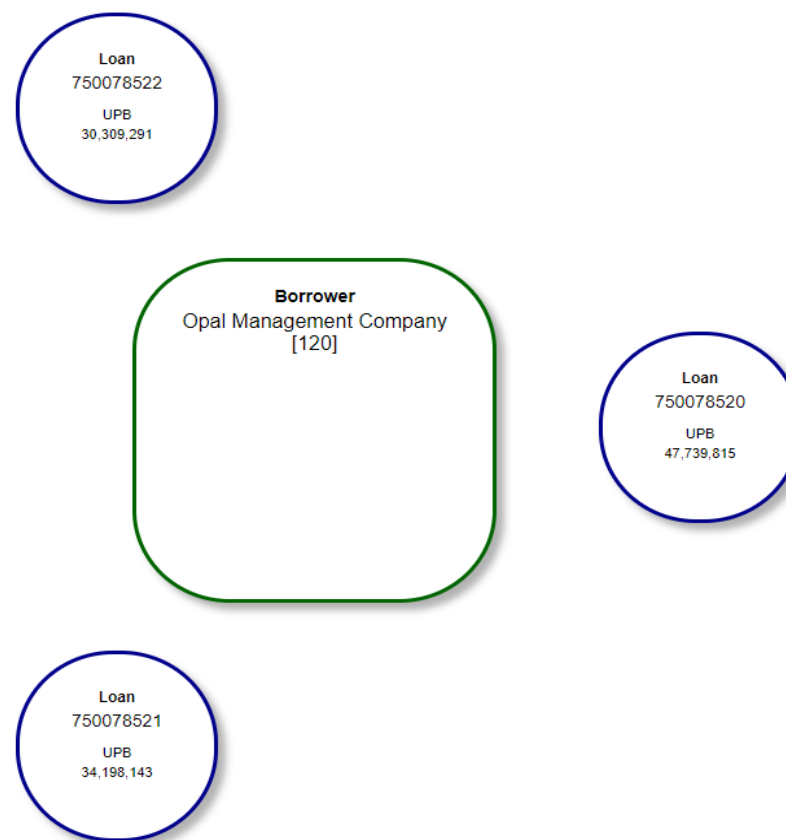 Loan
750078522
UPB
30,309,291
Borrower
Opal Management Company
[120]
Loan
750078520
UPB
47,739,815
Loan
750078521
UPB
34,198,143